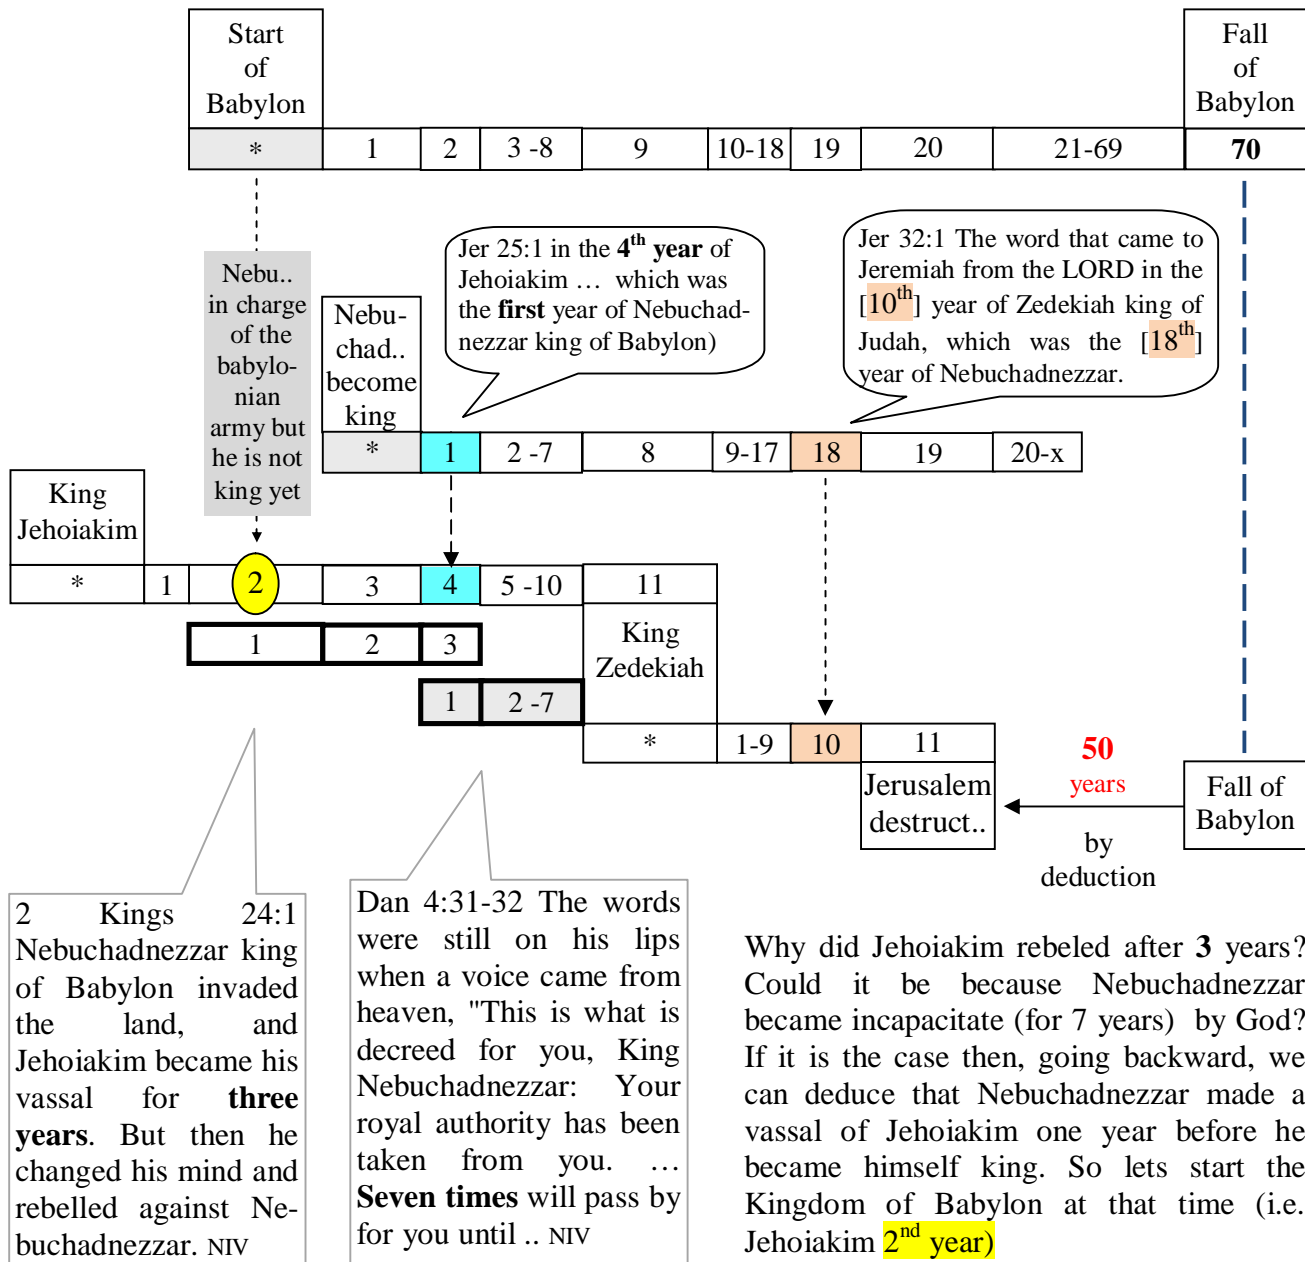 Start
of
Babylon
Fall
of
Babylon
* 1 2 3 -8 9 10-18 19 20 21-69 70
Nebu..
in charge
of the
babylo-
nian
army but
he is not
king yet
Nebu-
chad..
become
king
Jer 25:1 in the 4th year of
Jehoiakim … which was
the first year of Nebuchad-
nezzar king of Babylon)
Jer 32:1 The word that came to
Jeremiah from the LORD in the
[10th] year of Zedekiah king of
Judah, which was the [18th]
year of Nebuchadnezzar.
* 1 2 -7 8 9-17 18 19 20-x
King
Jehoiakim
* 1 2 3 4 5 -10 11
1 2 3
King
Zedekiah
1 2 -7
* 1-9 10 11
Jerusalem
destruct..
50
years
by
deduction
Fall of
Babylon
2 Kings 24:1
Nebuchadnezzar king
of Babylon invaded
the land, and
Jehoiakim became his
vassal for three
years. But then he
changed his mind and
rebelled against Ne-
buchadnezzar. NIV
Dan 4:31-32 The words
were still on his lips
when a voice came from
heaven, "This is what is
decreed for you, King
Nebuchadnezzar: Your
royal authority has been
taken from you. …
Seven times will pass by
for you until .. NIV
Why did Jehoiakim rebeled after 3 years?
Could it be because Nebuchadnezzar
became incapacitate (for 7 years) by God?
If it is the case then, going backward, we
can deduce that Nebuchadnezzar made a
vassal of Jehoiakim one year before he
became himself king. So lets start the
Kingdom of Babylon at that time (i.e.
Jehoiakim 2nd year)